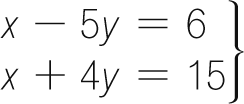 x − 5y = 6
x + 4y = 15